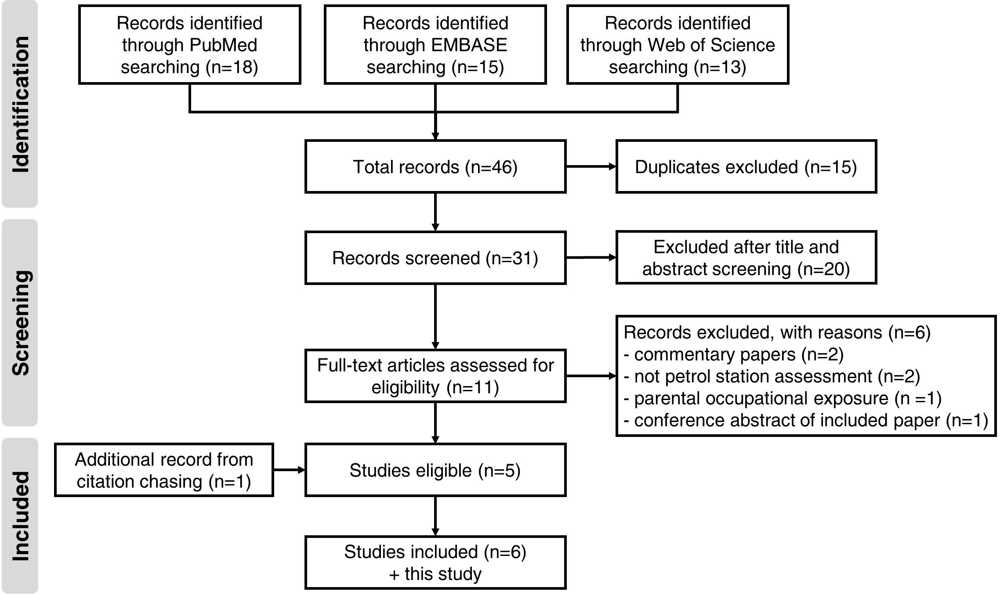 Identification
Records identified
through PubMed
searching (n=18)
Records identified
through EMBASE
searching (n=15)
Records identified
through Web of Science
searching (n=13)
Total records (n=46)
Duplicates excluded (n=15)
Screening
Records screened (n=31)
Excluded after title and
abstract screening (n=20)
Full-text articles assessed for
eligibility (n=11)
Records excluded, with reasons (n=6)
- commentary papers (n=2)
- not petrol station assessment (n=2)
- parental occupational exposure (n =1)
- conference abstract of included paper (n=1)
Included
Additional record from
citation chasing (n=1)
Studies eligible (n=5)
Studies included (n=6)
+ this study